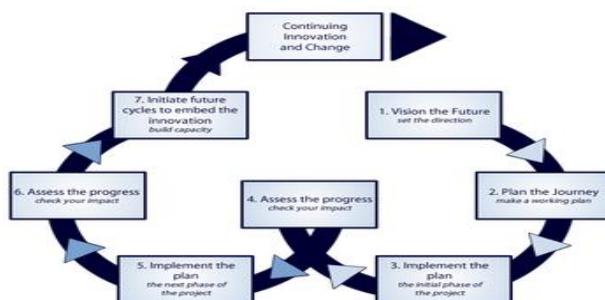 Continuing
Innovation
and Change
7. Initiate future
cycles to embed the
innovation
build capacity
1. Vision the Future
set the direction
6. Assess the progress
check your impact
4. Assess the progress
check your impact
2. Plan the Journey
make a working plan
5. Implement the
plan
the next phase of
the project
3. Implement the
plan
the initial phase of
the project